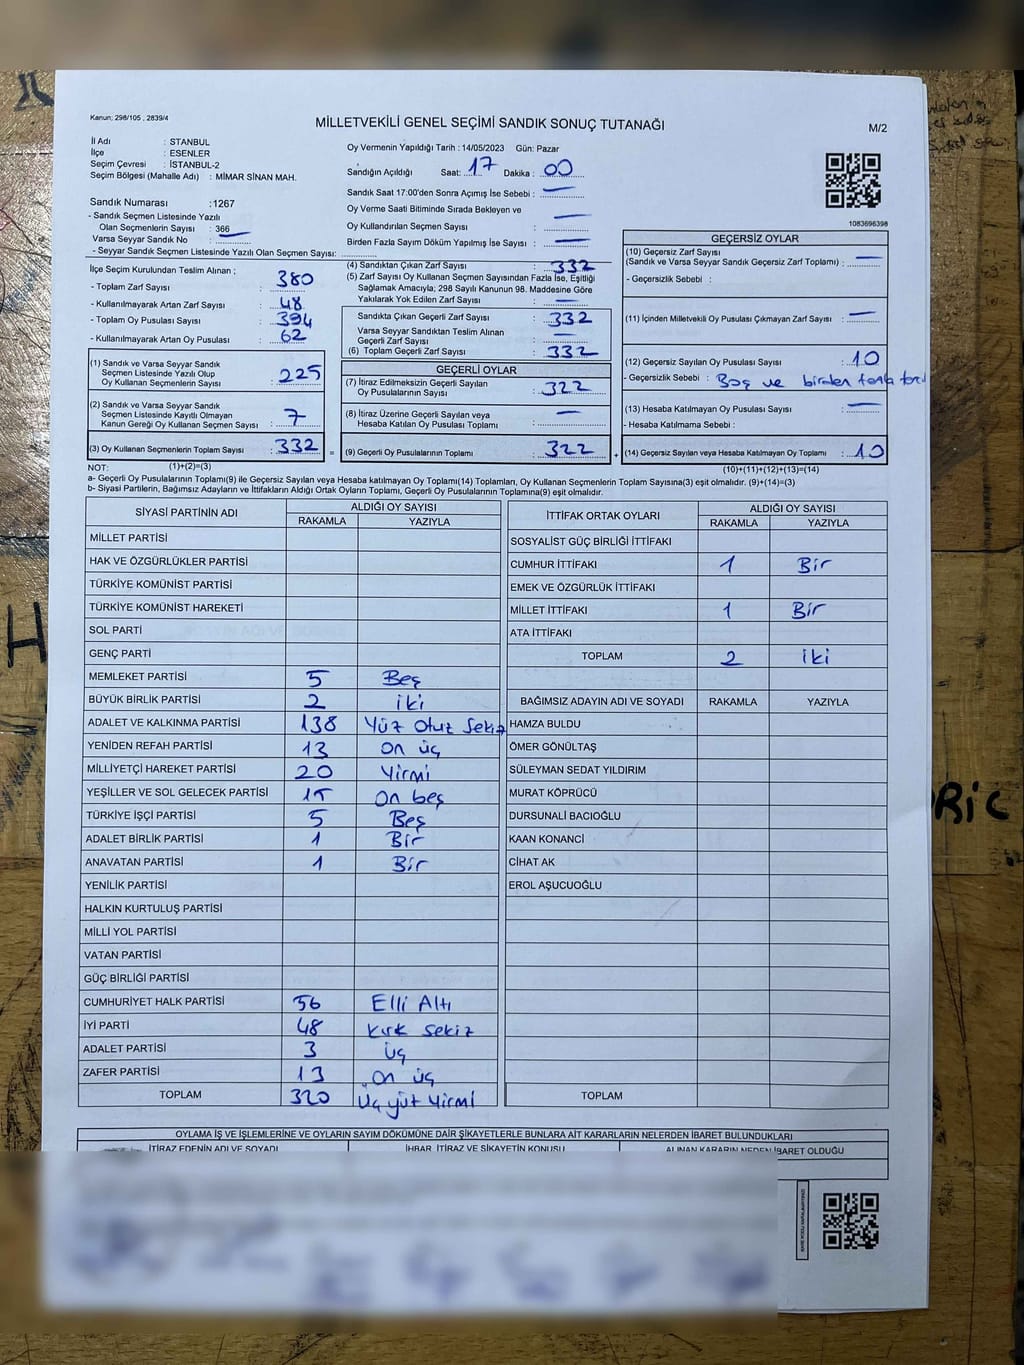 Kanun; 298/105 , 2839/4
MİLLETVEKİLİ GENEL SEÇİMİ SANDIK SONUÇ TUTANAĞI
M/2
İl Adı : STANBUL
İlçe : ESENLER
Seçim Çevresi : İSTANBUL-2
Seçim Bölgesi (Mahalle Adı) : MİMAR SİNAN MAH.
Sandık Numarası :1267
- Sandık Seçmen Listesinde Yazılı
Olan Seçmenlerin Sayısı : 366
Varsa Seyyar Sandık No :
- Seyyar Sandık Seçmen Listesinde Yazılı Olan Seçmen Sayısı:
Oy Vermenin Yapıldığı Tarih : 14/05/2023 Gün: Pazar
Sandığın Açıldığı Saat: 17 Dakika : 00
Sandık Saat 17:00'den Sonra Açımış İse Sebebi : —
Oy Verme Saati Bitiminde Sırada Bekleyen ve
Oy Kullandırılan Seçmen Sayısı : —
Birden Fazla Sayım Döküm Yapılmış İse Sayısı : —
1083696398
İlçe Seçim Kurulundan Teslim Alınan ;
- Toplam Zarf Sayısı : 380
- Kullanılmayarak Artan Zarf Sayısı : 48
- Toplam Oy Pusulası Sayısı : 394
- Kullanılmayarak Artan Oy Pusulası : 62
(1) Sandık ve Varsa Seyyar Sandık
Seçmen Listesinde Yazılı Olup
Oy Kullanan Seçmenlerin Sayısı : 225
(2) Sandık ve Varsa Seyyar Sandık
Seçmen Listesinde Kayıtlı Olmayan
Kanun Gereği Oy Kullanan Seçmen Sayısı : 7
(3) Oy Kullanan Seçmenlerin Toplam Sayısı : 332
(4) Sandıktan Çıkan Zarf Sayısı : 332
(5) Zarf Sayısı Oy Kullanan Seçmen Sayısından Fazla İse, Eşitliği
Sağlamak Amacıyla; 298 Sayılı Kanunun 98. Maddesine Göre
Yakılarak Yok Edilen Zarf Sayısı : —
Sandıkta Çıkan Geçerli Zarf Sayısı : 332
Varsa Seyyar Sandıktan Teslim Alınan
Geçerli Zarf Sayısı : —
(6) Toplam Geçerli Zarf Sayısı : 332
GEÇERLİ OYLAR
(7) İtiraz Edilmeksizin Geçerli Sayılan
Oy Pusulalarının Sayısı : 322
(8) İtiraz Üzerine Geçerli Sayılan veya
Hesaba Katılan Oy Pusulası Toplamı : —
= (9) Geçerli Oy Pusulalarının Toplamı : 322 +
GEÇERSİZ OYLAR
(10) Geçersiz Zarf Sayısı
(Sandık ve Varsa Seyyar Sandık Geçersiz Zarf Toplamı) : —
- Geçersizlik Sebebi :
(11) İçinden Milletvekili Oy Pusulası Çıkmayan Zarf Sayısı : —
(12) Geçersiz Sayılan Oy Pusulası Sayısı : 10
- Geçersizlik Sebebi : Boş ve birden fazla
(13) Hesaba Katılmayan Oy Pusulası Sayısı : —
- Hesaba Katılmama Sebebi :
(14) Geçersiz Sayılan veya Hesaba Katılmayan Oy Toplamı : 10
NOT: (1)+(2)=(3)
(10)+(11)+(12)+(13)=(14)
a- Geçerli Oy Pusulalarının Toplamı(9) ile Geçersiz Sayılan veya Hesaba Katılmayan Oy Toplamı(14) Toplamları, Oy Kullanan Seçmenlerin Toplam Sayısına(3) eşit olmalıdır. (9)+(14)=(3)
b- Siyasi Partilerin, Bağımsız Adayların ve İttifakların Aldığı Ortak Oyların Toplamı, Geçerli Oy Pusulalarının Toplamına(9) eşit olmalıdır.
SİYASİ PARTİNİN ADI ALDIĞI OY SAYISI
RAKAMLA YAZIYLA
MİLLET PARTİSİ
HAK VE ÖZGÜRLÜKLER PARTİSİ
TÜRKİYE KOMÜNİST PARTİSİ
TÜRKİYE KOMÜNİST HAREKETİ
SOL PARTİ
GENÇ PARTİ
MEMLEKET PARTİSİ 5 Beş
BÜYÜK BİRLİK PARTİSİ 2 iki
ADALET VE KALKINMA PARTİSİ 138 Yüz Otuz Sekiz
YENİDEN REFAH PARTİSİ 13 On üç
MİLLİYETÇİ HAREKET PARTİSİ 20 Yirmi
YEŞİLLER VE SOL GELECEK PARTİSİ 15 On beş
TÜRKİYE İŞÇİ PARTİSİ 5 Beş
ADALET BİRLİK PARTİSİ 1 Bir
ANAVATAN PARTİSİ 1 Bir
YENİLİK PARTİSİ
HALKIN KURTULUŞ PARTİSİ
MİLLİ YOL PARTİSİ
VATAN PARTİSİ
GÜÇ BİRLİĞİ PARTİSİ
CUMHURİYET HALK PARTİSİ 56 Elli Altı
İYİ PARTİ 48 Kırk Sekiz
ADALET PARTİSİ 3 üç
ZAFER PARTİSİ 13 On üç
TOPLAM 320 Üç yüz Yirmi
İTTİFAK ORTAK OYLARI ALDIĞI OY SAYISI
RAKAMLA YAZIYLA
SOSYALİST GÜÇ BİRLİĞİ İTTİFAKI
CUMHUR İTTİFAKI 1 Bir
EMEK VE ÖZGÜRLÜK İTTİFAKI
MİLLET İTTİFAKI 1 Bir
ATA İTTİFAKI
TOPLAM 2 iki
BAĞIMSIZ ADAYIN ADI VE SOYADI RAKAMLA YAZIYLA
HAMZA BULDU
ÖMER GÖNÜLTAŞ
SÜLEYMAN SEDAT YILDIRIM
MURAT KÖPRÜCÜ
DURSUNALİ BACIOĞLU
KAAN KONANCİ
CİHAT AK
EROL AŞUCUOĞLU
TOPLAM
OYLAMA İŞ VE İŞLEMLERİNE VE OYLARIN SAYIM DÖKÜMÜNE DAİR ŞİKAYETLERLE BUNLARA AİT KARARLARIN NELERDEN İBARET BULUNDUKLARI
İTİRAZ EDENİN ADI VE SOYADI İHBAR, İTİRAZ VE ŞİKAYETİN KONUSU ALINAN KARARIN NEDEN İBARET OLDUĞU